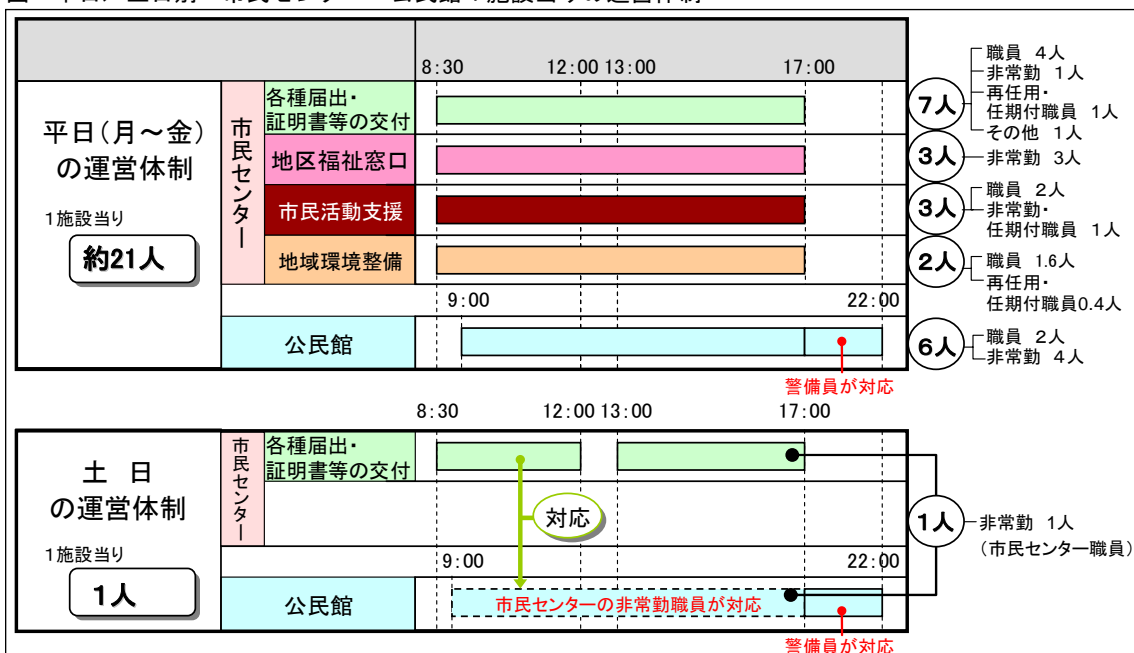 8:30 12:00 13:00 17:00
平日(月～金)
の運営体制
1施設当り
約21人
市民センター
各種届出・
証明書等の交付
地区福祉窓口
市民活動支援
地域環境整備
9:00 22:00
公民館
警備員が対応
7人
職員 4人
非常勤 1人
再任用・
任期付職員 1人
その他 1人
3人
非常勤 3人
3人
職員 2人
非常勤・
任期付職員 1人
2人
職員 1.6人
再任用・
任期付職員0.4人
6人
職員 2人
非常勤 4人
8:30 12:00 13:00 17:00
土 日
の運営体制
1施設当り
1人
市民センター
各種届出・
証明書等の交付
対応
9:00 22:00
公民館
市民センターの非常勤職員が対応
警備員が対応
1人
非常勤 1人
(市民センター職員)